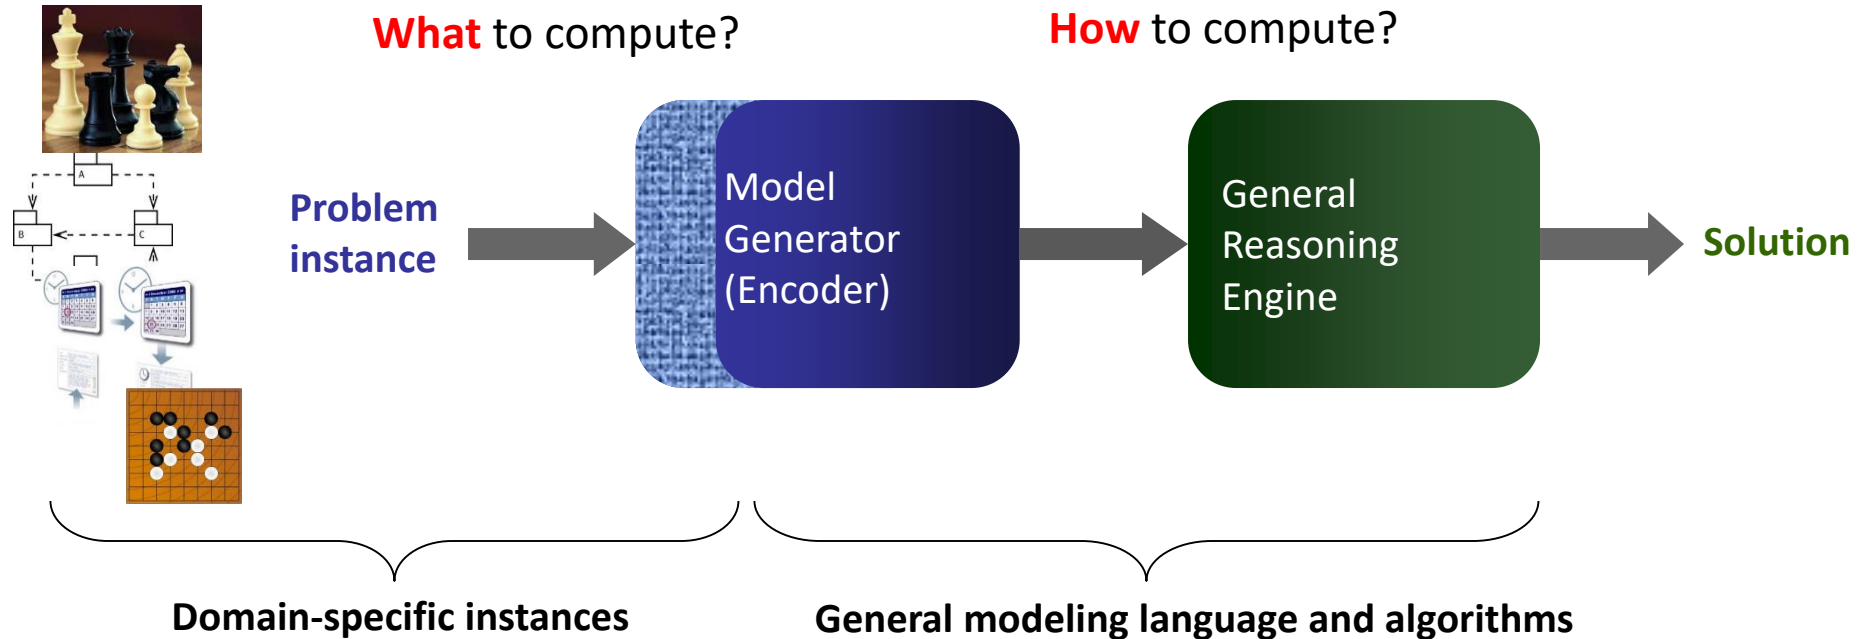 What to compute?
How to compute?
A
B
C
Problem
instance
Model
Generator
(Encoder)
General
Reasoning
Engine
Solution
Domain-specific instances
General modeling language and algorithms